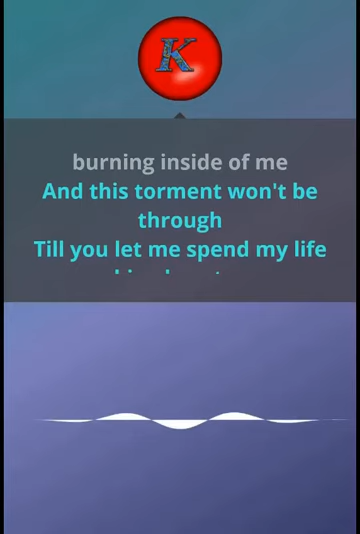 K
burning inside of me
And this torment won't be
through
Till you let me spend my life